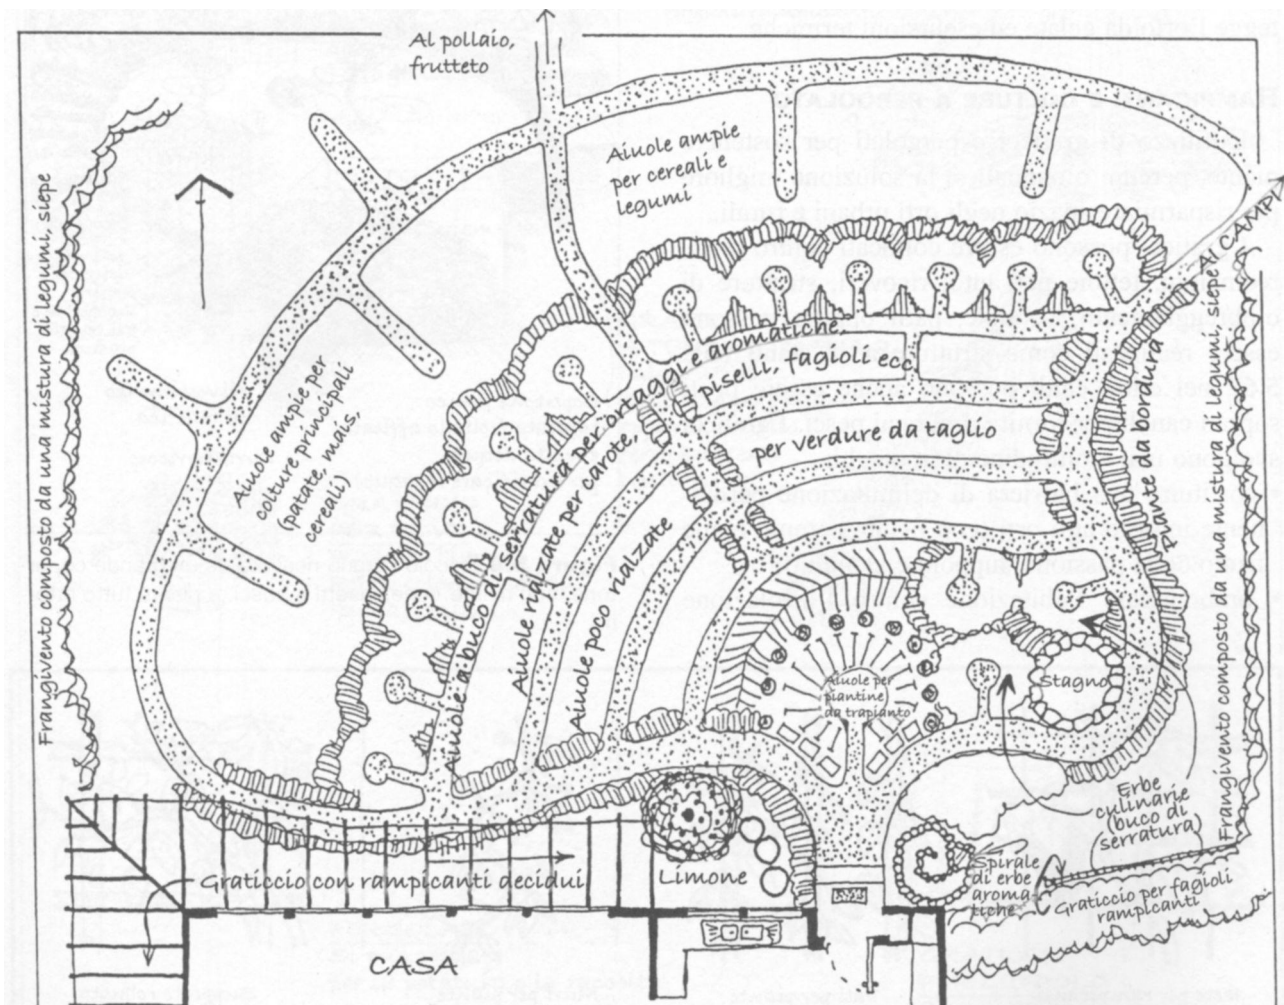 Al pollaio,
frutteto
Aiuole ampie
per cereali e
legumi
AI CAMPI
Frangivento composto da una mistura di legumi, siepe
Aiuole ampie per
colture principali
(patate, mais,
cereali)
Aiuole a buco di serratura per ortaggi e aromatiche
Aiuole rincalzate per carote, piselli, fagioli ecc.
Aiuole poco rialzate per verdure da taglio
Piante da bordura
Frangivento composto da una mistura di legumi, siepe
Aiuole per
piantine
da trapianto
Stagno
Erbe
culinarie
(buco di
serratura)
Graticcio con rampicanti decidui
Limone
Spirale
di erbe
aroma-
tiche
Graticcio per fagioli
rampicanti
CASA